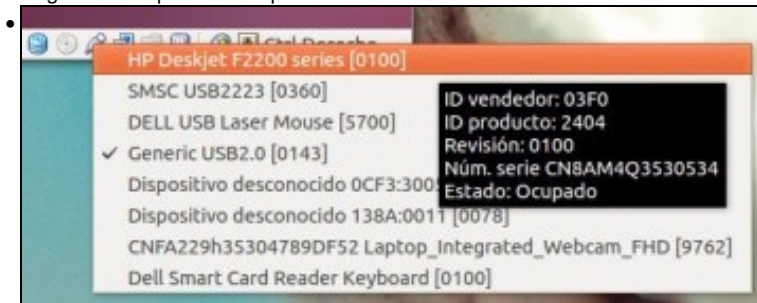 Ctrl Derecho
HP Deskjet F2200 series [0100]
SMSC USB2223 [0360]
DELL USB Laser Mouse [5700]
✓ Generic USB2.0 [0143]
Dispositivo desconocido 0CF3:300
Dispositivo desconocido 138A:0011 [0078]
CNFA229h35304789DF52 Laptop_Integrated_Webcam_FHD [9762]
Dell Smart Card Reader Keyboard [0100]
ID vendedor: 03F0
ID producto: 2404
Revisión: 0100
Núm. serie CN8AM4Q3530534
Estado: Ocupado